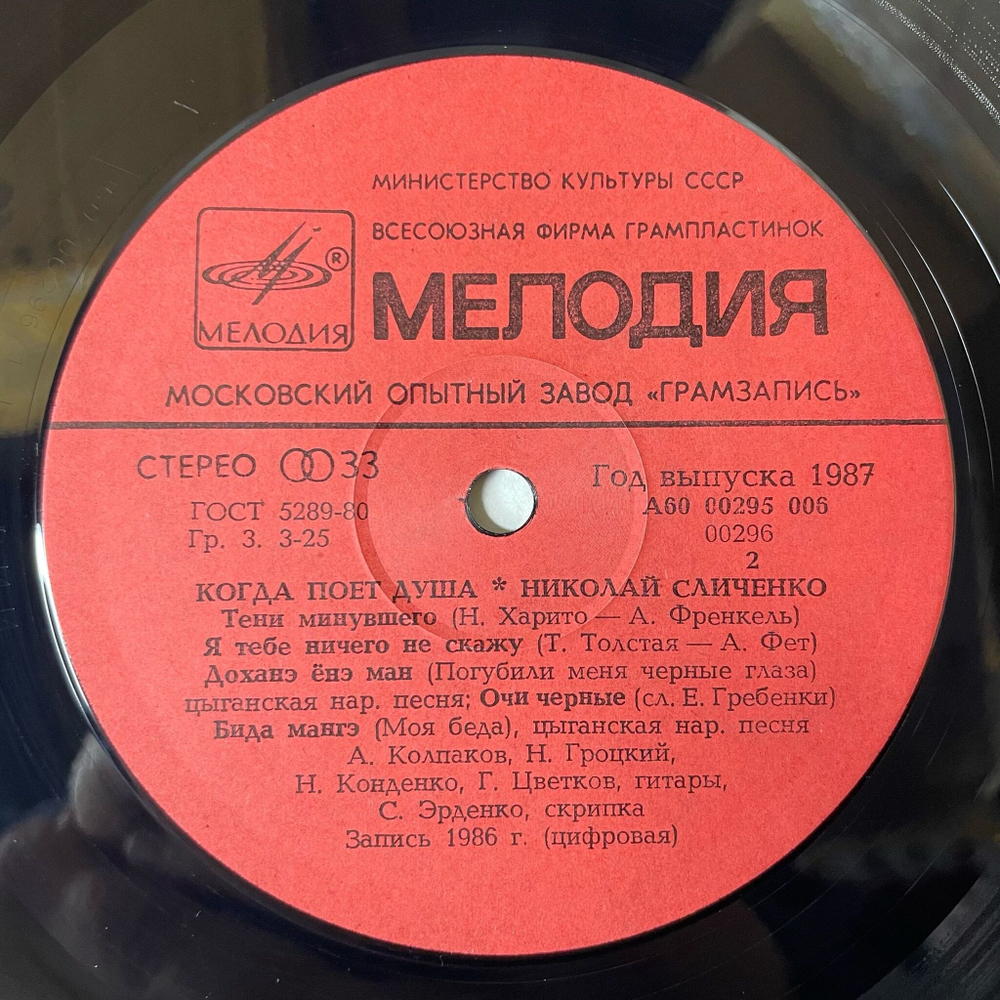 МИНИСТЕРСТВО КУЛЬТУРЫ СССР
ВСЕСОЮЗНАЯ ФИРМА ГРАМПЛАСТИНОК
®
МЕЛОДИЯ
МЕЛОДИЯ
МОСКОВСКИЙ ОПЫТНЫЙ ЗАВОД «ГРАМЗАПИСЬ»
СТЕРЕО 33
Год выпуска 1987
ГОСТ 5289-80
А60 00295 006
Гр. 3. 3-25
00296
2
КОГДА ПОЕТ ДУША * НИКОЛАЙ СЛИЧЕНКО
Тени минувшего (Н. Харито — А. Френкель)
Я тебе ничего не скажу (Т. Толстая — А. Фет)
Доханэ ёнэ ман (Погубили меня черные глаза)
цыганская нар. песня; Очи черные (сл. Е. Гребенки)
Бида мангэ (Моя беда), цыганская нар. песня
А. Колпаков, Н. Гроцкий,
Н. Конденко, Г. Цветков, гитары,
С. Эрденко, скрипка
Запись 1986 г. (цифровая)